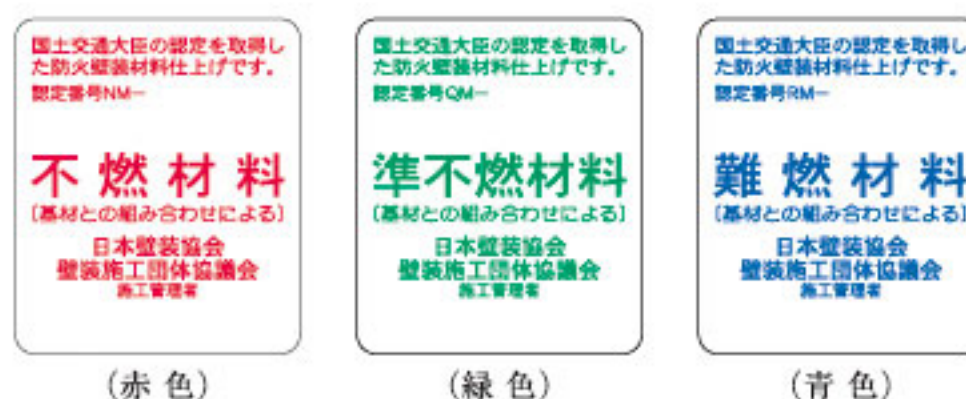 国土交通大臣の認定を取得し
た防火壁装材料仕上げです。
認定番号NMー
不燃材料
(基材との組み合わせによる)
日本壁装協会
壁装施工団体協議会
施工管理者
(赤 色)
国土交通大臣の認定を取得し
た防火壁装材料仕上げです。
認定番号QMー
準不燃材料
(基材との組み合わせによる)
日本壁装協会
壁装施工団体協議会
施工管理者
(緑 色)
国土交通大臣の認定を取得し
た防火壁装材料仕上げです。
認定番号RMー
難燃材料
(基材との組み合わせによる)
日本壁装協会
壁装施工団体協議会
施工管理者
(青 色)